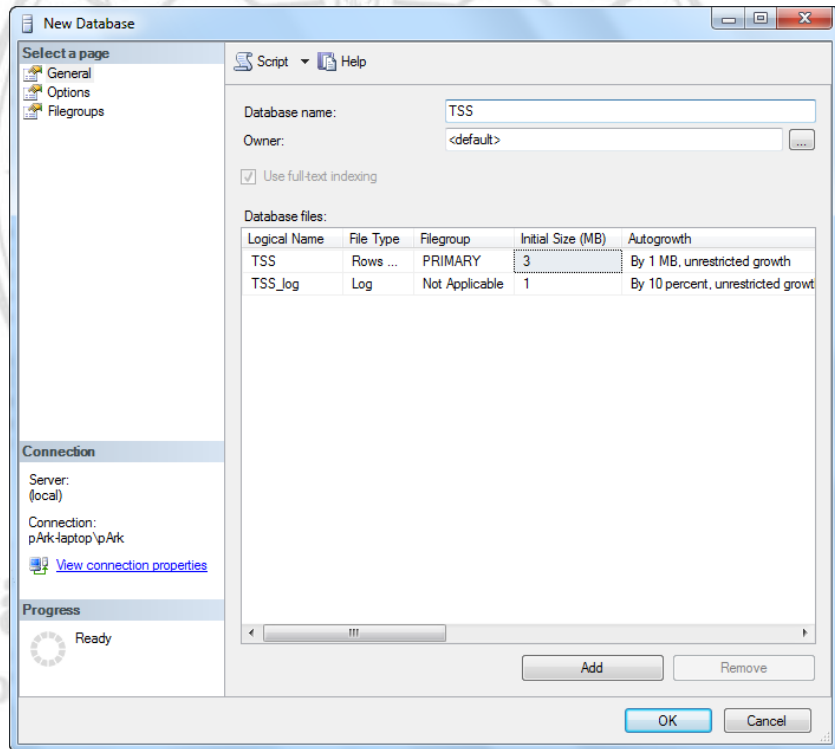 New Database
Select a page
General
Options
Filegroups
Script Help
Database name: TSS
Owner: <default> ...
Use full-text indexing
Database files:
Logical Name File Type Filegroup Initial Size (MB) Autogrowth
TSS Rows ... PRIMARY 3 By 1 MB, unrestricted growth
TSS_log Log Not Applicable 1 By 10 percent, unrestricted growt
Connection
Server:
(local)
Connection:
pArk-laptop\pArk
View connection properties
Progress
Ready
Add Remove
OK Cancel